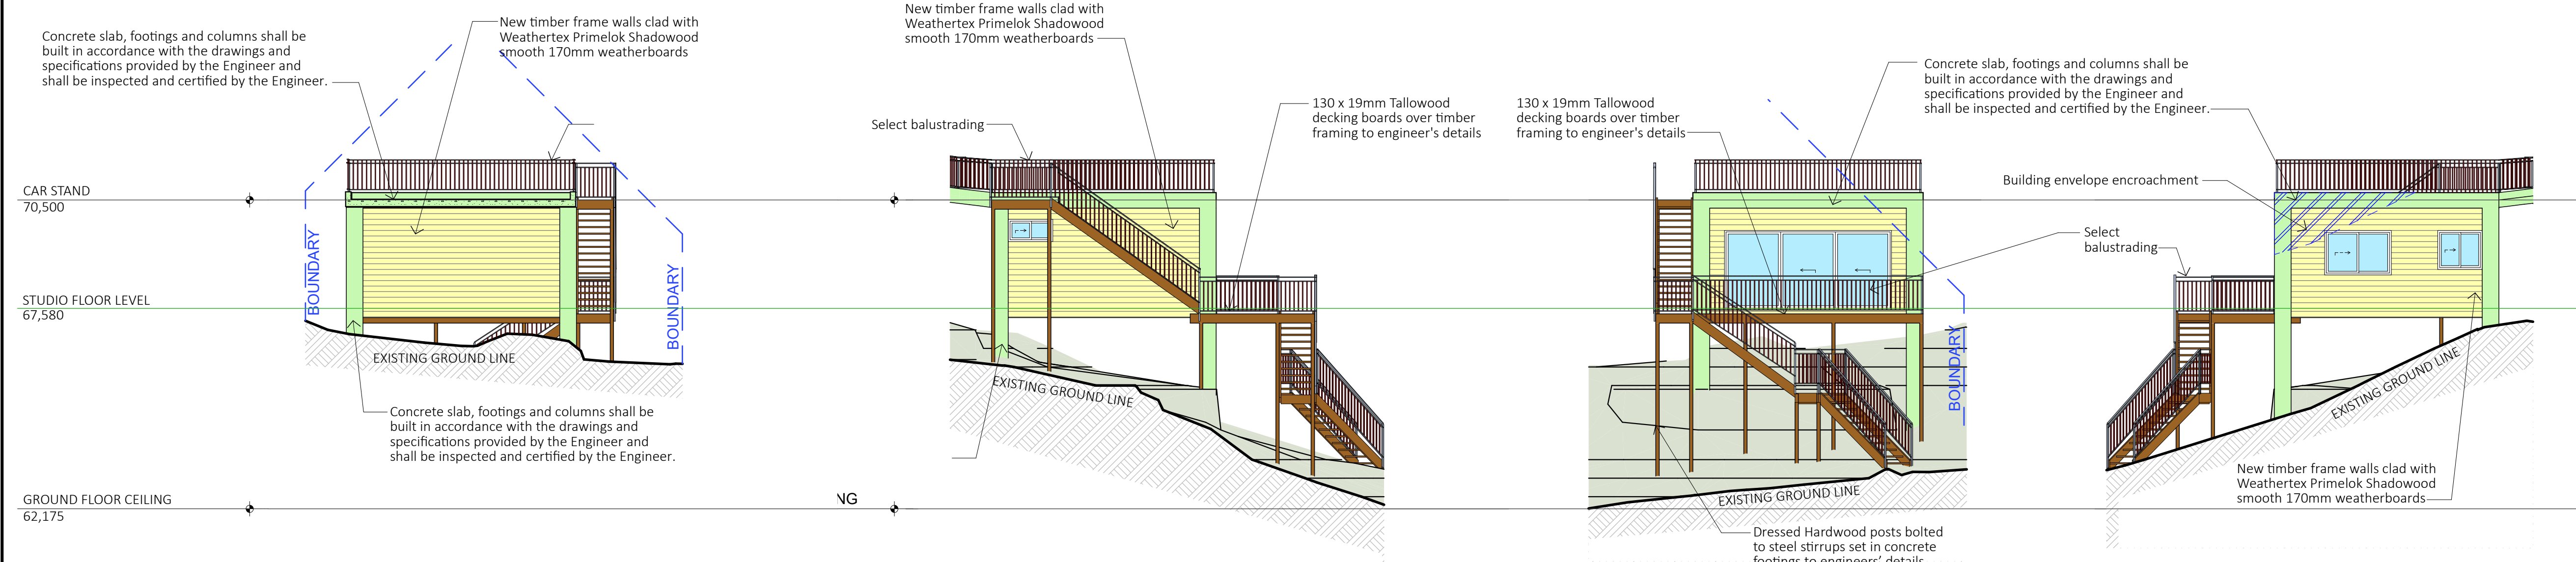 Concrete slab, footings and columns shall be
built in accordance with the drawings and
specifications provided by the Engineer and
shall be inspected and certified by the Engineer.
New timber frame walls clad with
Weathertex Primelok Shadowood
smooth 170mm weatherboards
CAR STAND
70,500
BOUNDARY
BOUNDARY
STUDIO FLOOR LEVEL
67,580
EXISTING GROUND LINE
Concrete slab, footings and columns shall be
built in accordance with the drawings and
specifications provided by the Engineer and
shall be inspected and certified by the Engineer.
GROUND FLOOR CEILING
62,175
NG
New timber frame walls clad with
Weathertex Primelok Shadowood
smooth 170mm weatherboards
Select balustrading
130 x 19mm Tallowood
decking boards over timber
framing to engineer's details
EXISTING GROUND LINE
130 x 19mm Tallowood
decking boards over timber
framing to engineer's details
Concrete slab, footings and columns shall be
built in accordance with the drawings and
specifications provided by the Engineer and
shall be inspected and certified by the Engineer.
BOUNDARY
EXISTING GROUND LINE
Dressed Hardwood posts bolted
to steel stirrups set in concrete
footings to engineers' details
Building envelope encroachment
Select
balustrading
EXISTING GROUND LINE
New timber frame walls clad with
Weathertex Primelok Shadowood
smooth 170mm weatherboards